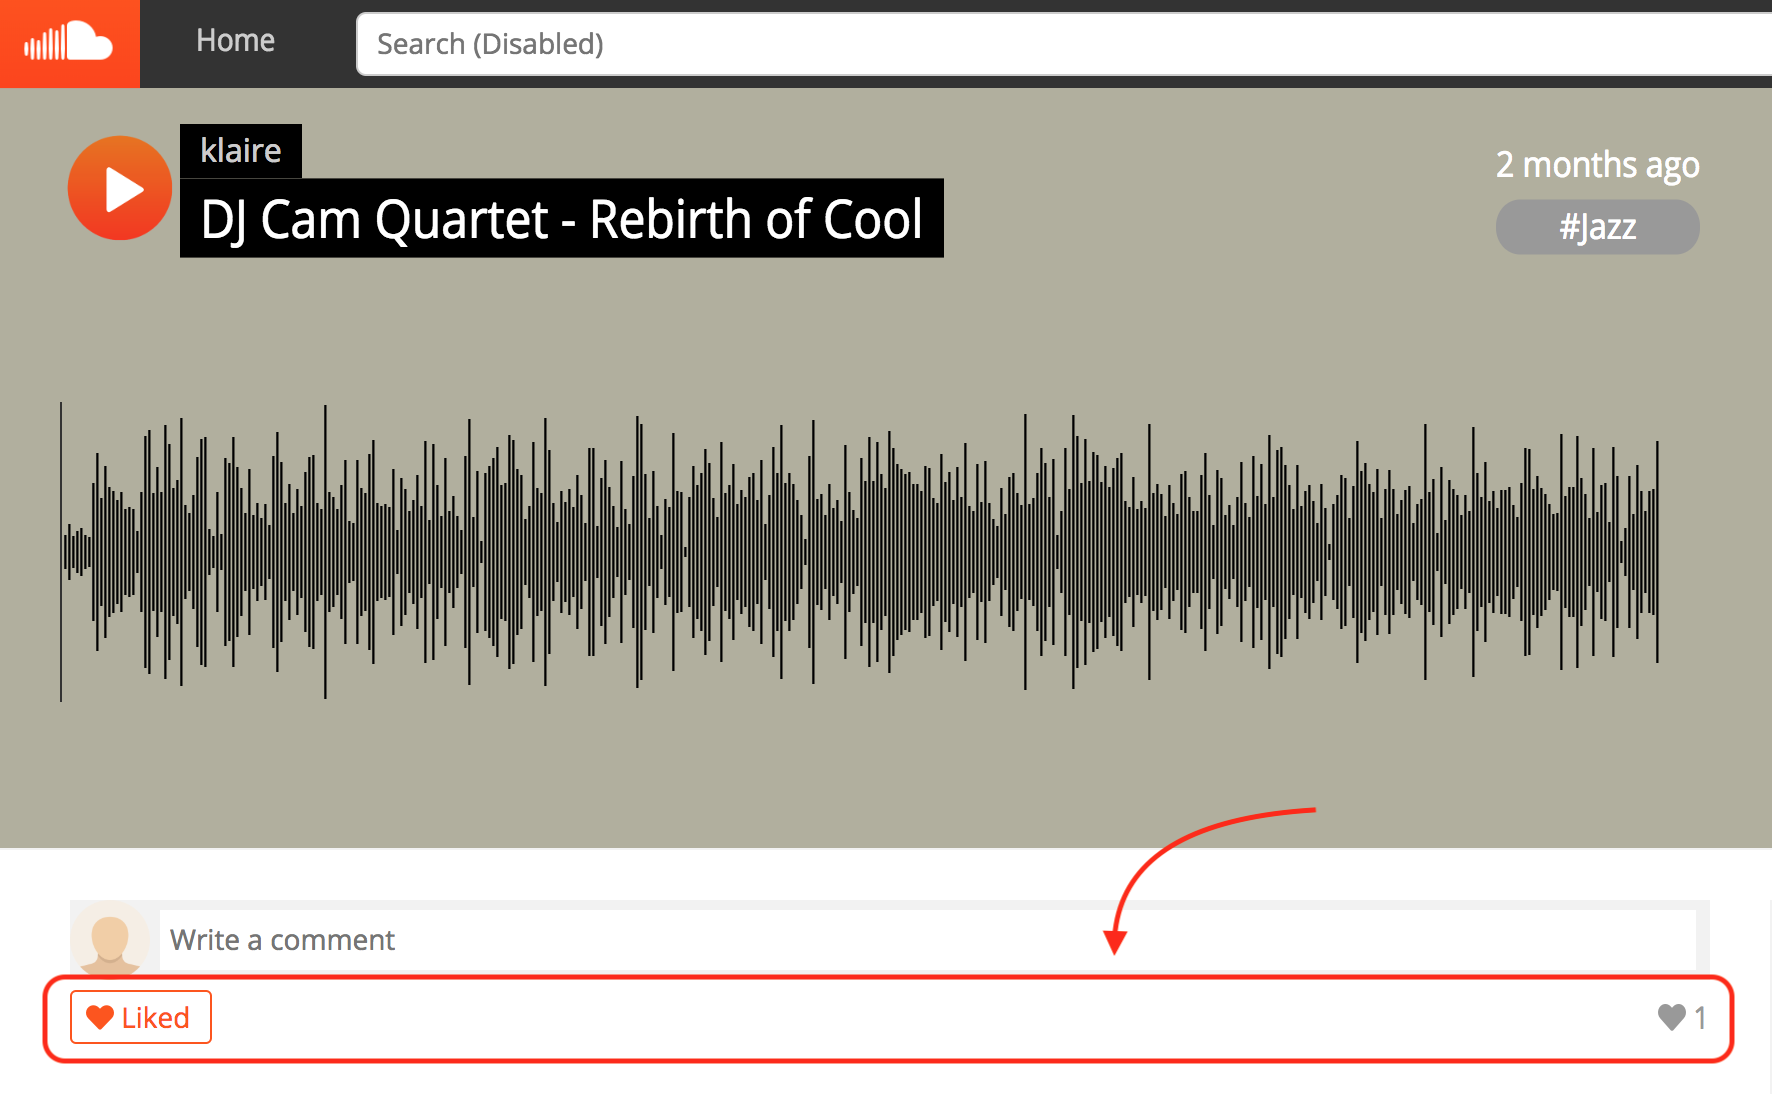 Home
Search (Disabled)
klaire
DJ Cam Quartet - Rebirth of Cool
2 months ago
#Jazz
Write a comment
Liked
1